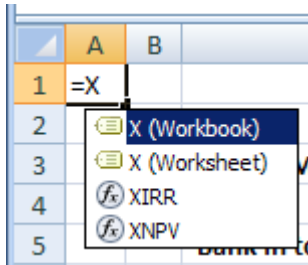 A B
1 =X
2 X (Workbook)
3 X (Worksheet)
4 XIRR
5 XNPV